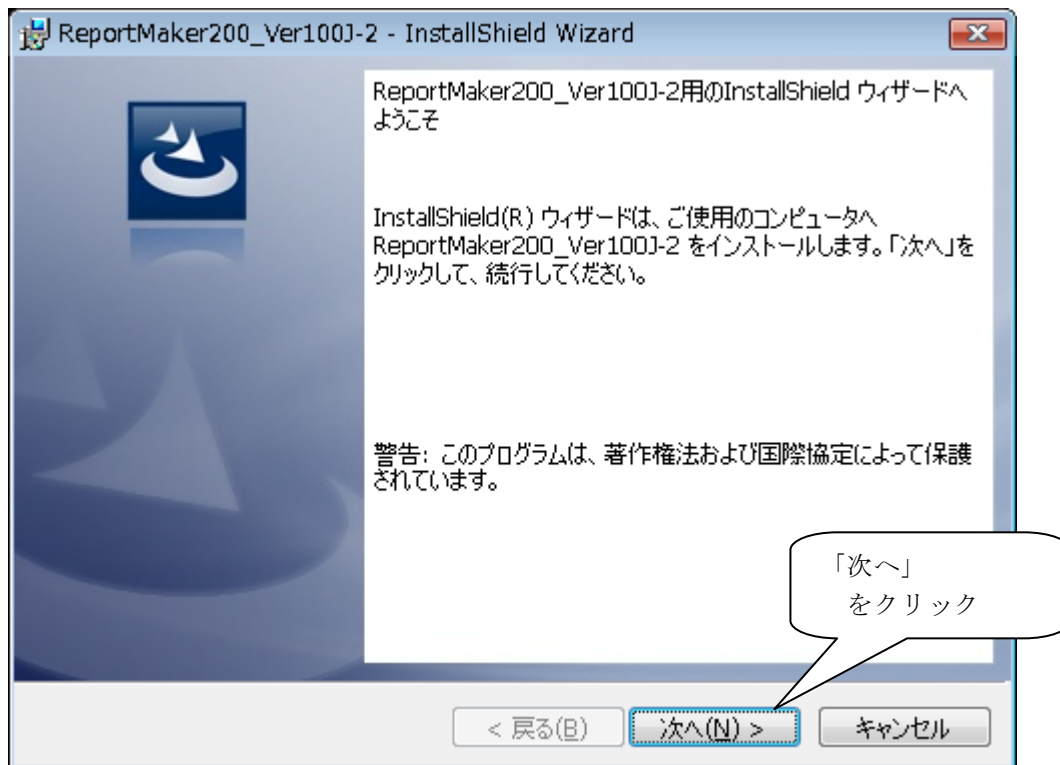 ReportMaker200_Ver100J-2 - InstallShield Wizard
ReportMaker200_Ver100J-2用のInstallShield ウィザードへ
ようこそ
InstallShield(R) ウィザードは、ご使用のコンピュータへ
ReportMaker200_Ver100J-2 をインストールします。「次へ」を
クリックして、続行してください。
警告: このプログラムは、著作権法および国際協定によって保護
されています。
「次へ」
をクリック
< 戻る(B)
次へ(N) >
キャンセル